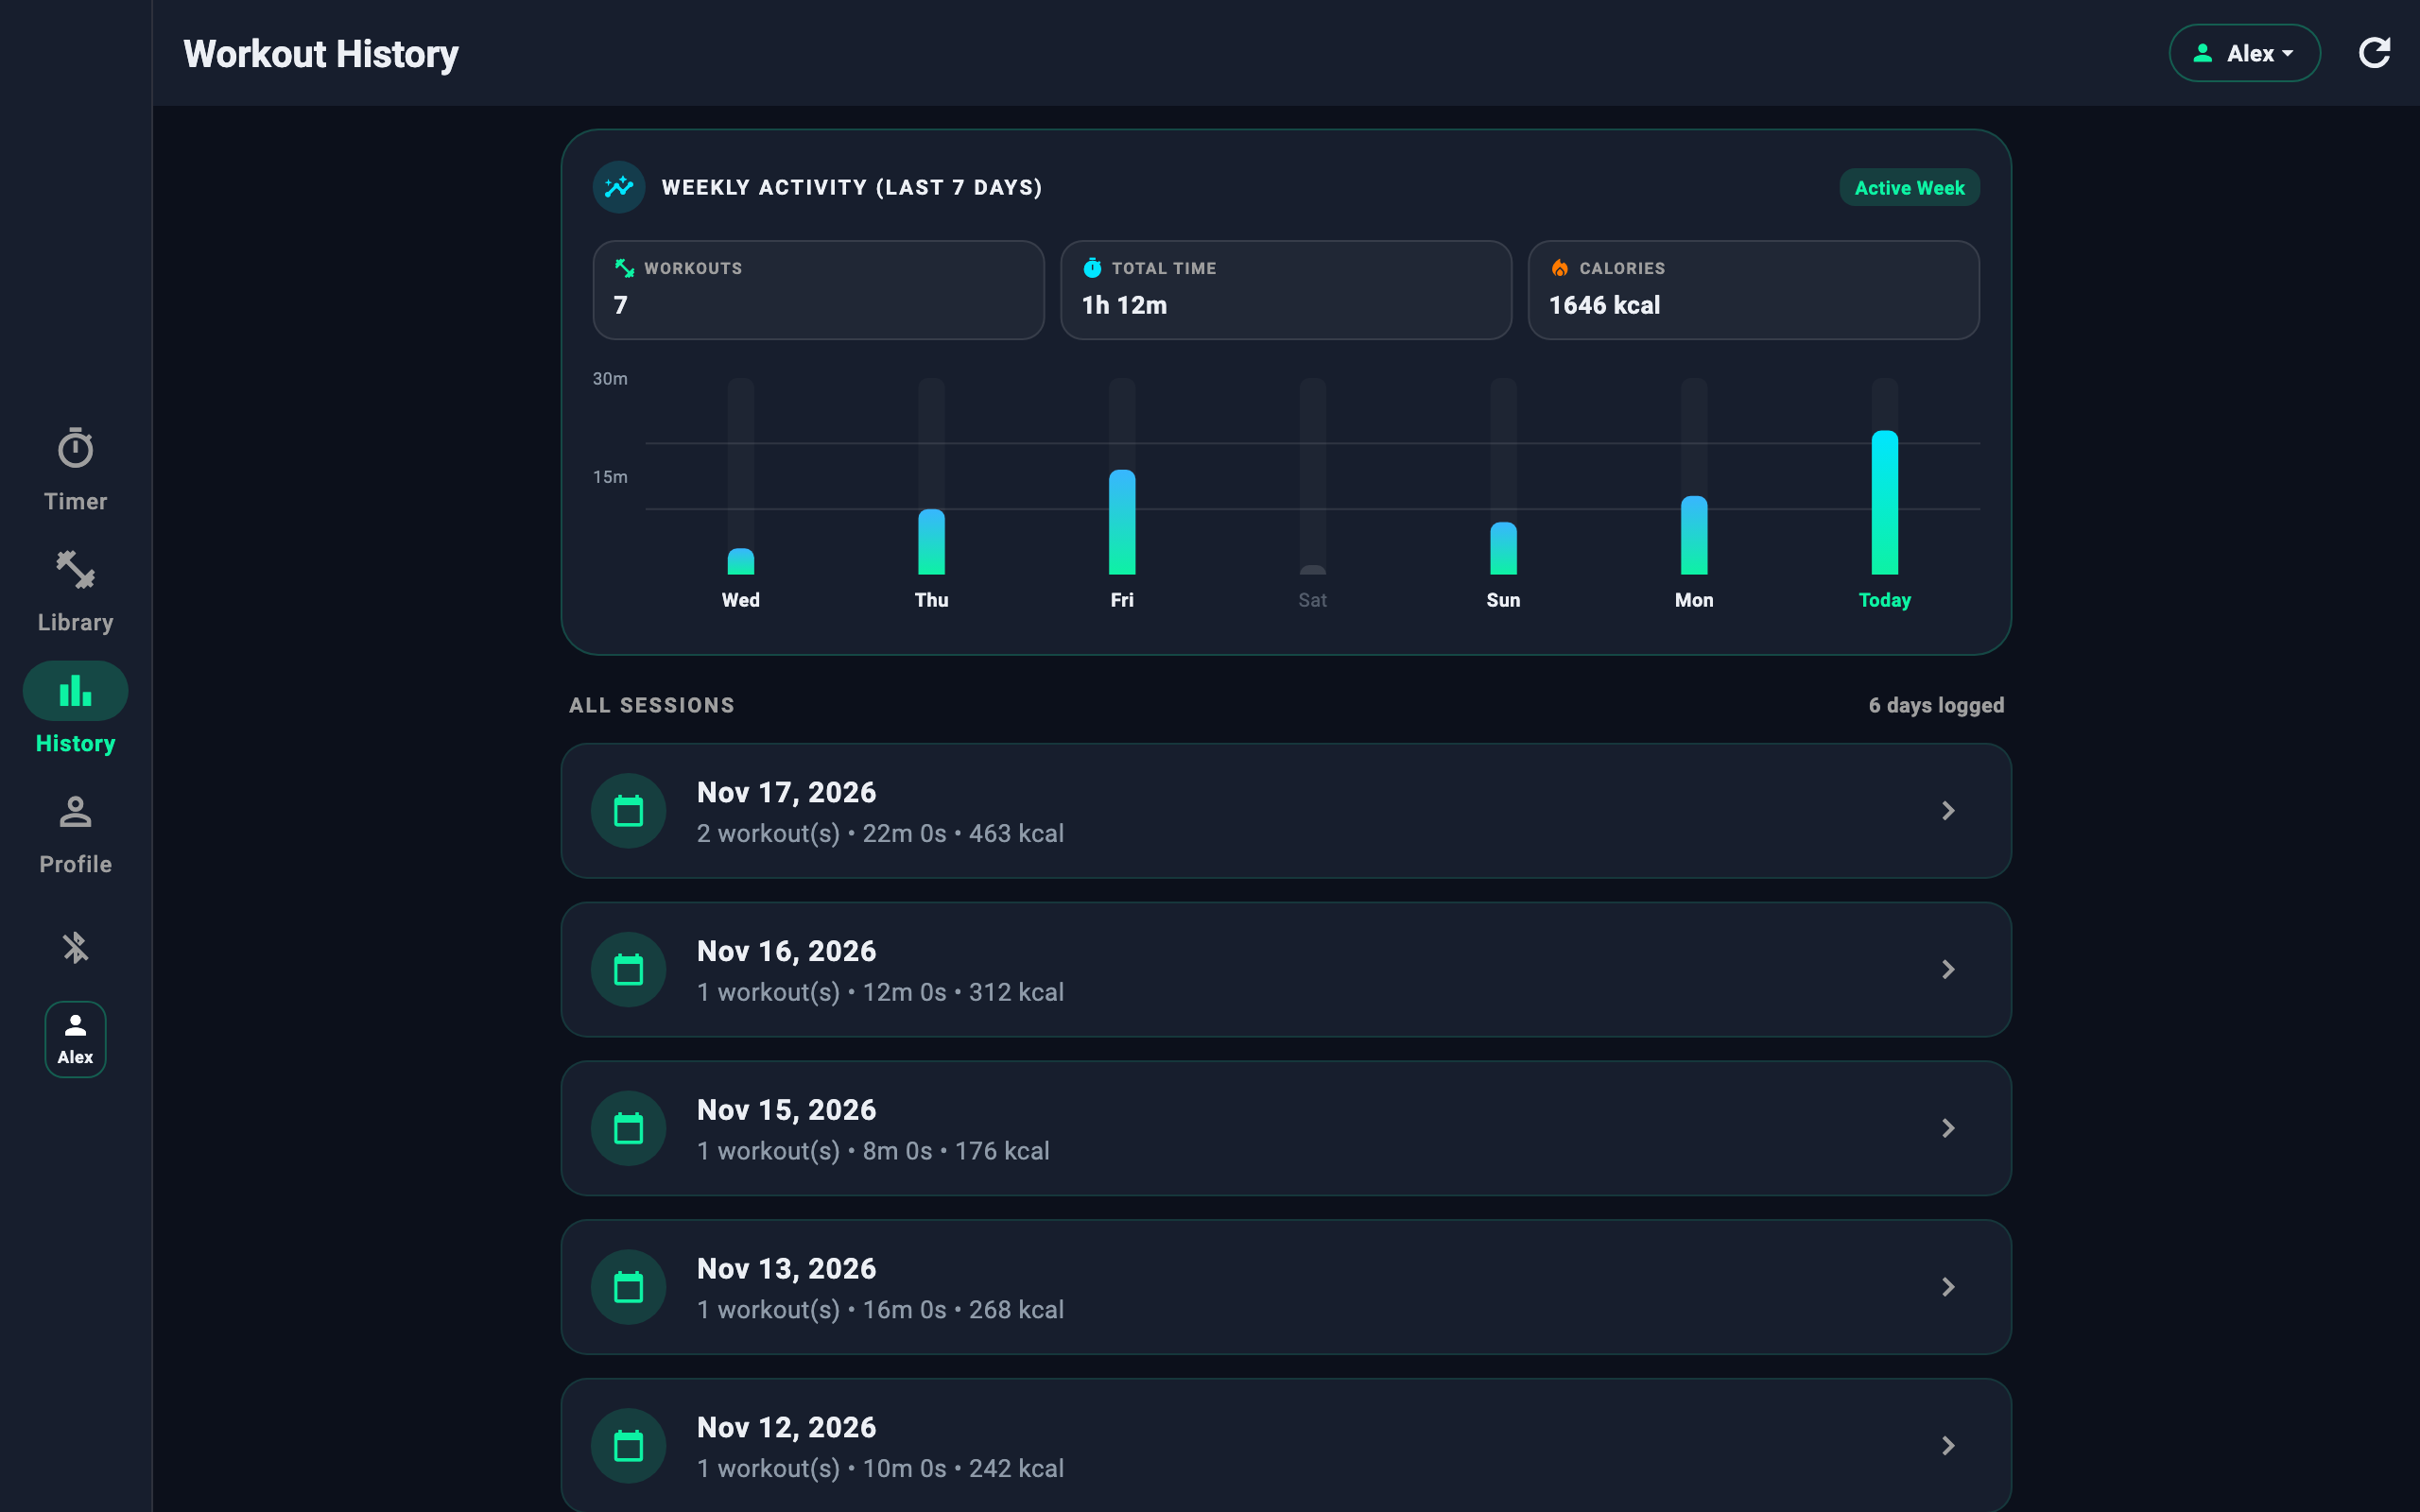 Workout History
Alex
WEEKLY ACTIVITY (LAST 7 DAYS)
Active Week
WORKOUTS
7
TOTAL TIME
1h 12m
CALORIES
1646 kcal
30m
15m
Wed
Thu
Fri
Sat
Sun
Mon
Today
Timer
Library
History
Profile
Alex
ALL SESSIONS
6 days logged
Nov 17, 2026
2 workout(s) • 22m 0s • 463 kcal
Nov 16, 2026
1 workout(s) • 12m 0s • 312 kcal
Nov 15, 2026
1 workout(s) • 8m 0s • 176 kcal
Nov 13, 2026
1 workout(s) • 16m 0s • 268 kcal
Nov 12, 2026
1 workout(s) • 10m 0s • 242 kcal